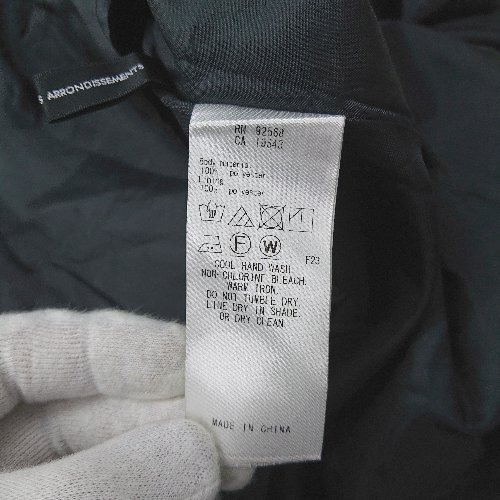 S ARRONDISSEMENTS
RN 92568
CA 19543
Body material
100% polyester
Lining
100% polyester
F
W
F23
COOL HAND WASH.
NON-CHLORINE BLEACH.
WARM IRON.
DO NOT TUMBLE DRY.
LINE DRY IN SHADE.
OR DRY CLEAN.
MADE IN CHINA